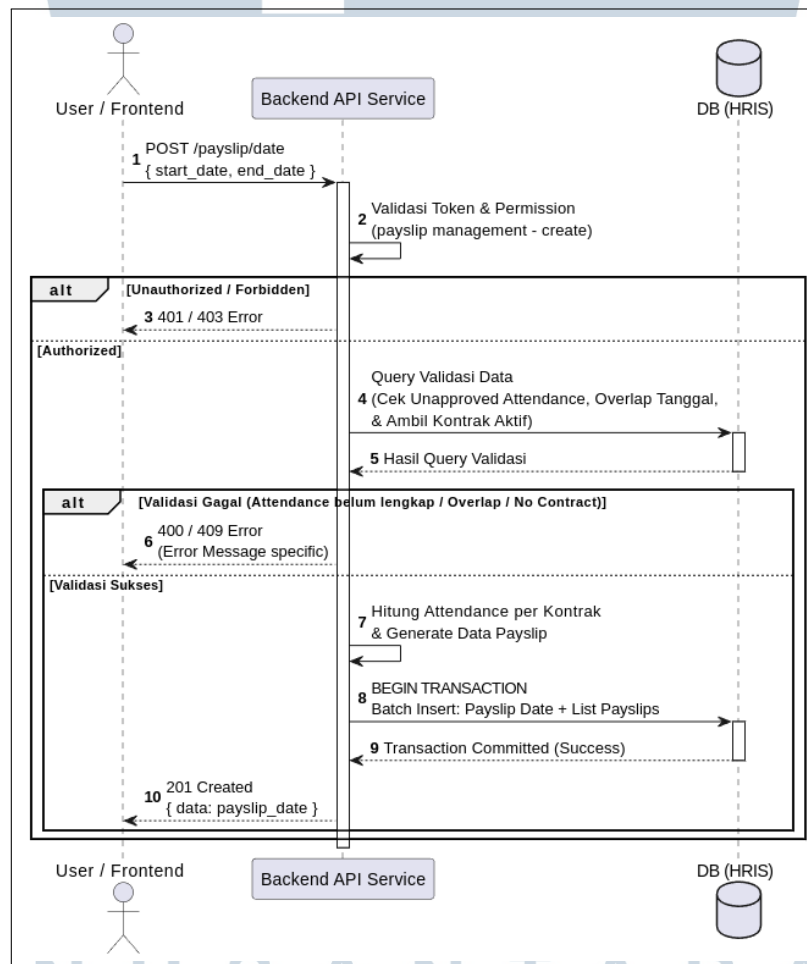 User / Frontend
Backend API Service
DB (HRIS)
1 POST /payslip/date
{ start_date, end_date }
2 Validasi Token & Permission
(payslip management - create)
alt [Unauthorized / Forbidden]
3 401 / 403 Error
[Authorized]
Query Validasi Data
4 (Cek Unapproved Attendance, Overlap Tanggal,
& Ambil Kontrak Aktif)
5 Hasil Query Validasi
alt [Validasi Gagal (Attendance belum lengkap / Overlap / No Contract)]
6 400 / 409 Error
(Error Message specific)
[Validasi Sukses]
7 Hitung Attendance per Kontrak
& Generate Data Payslip
8 BEGIN TRANSACTION
Batch Insert: Payslip Date + List Payslips
9 Transaction Committed (Success)
10 201 Created
{ data: payslip_date }
User / Frontend
Backend API Service
DB (HRIS)